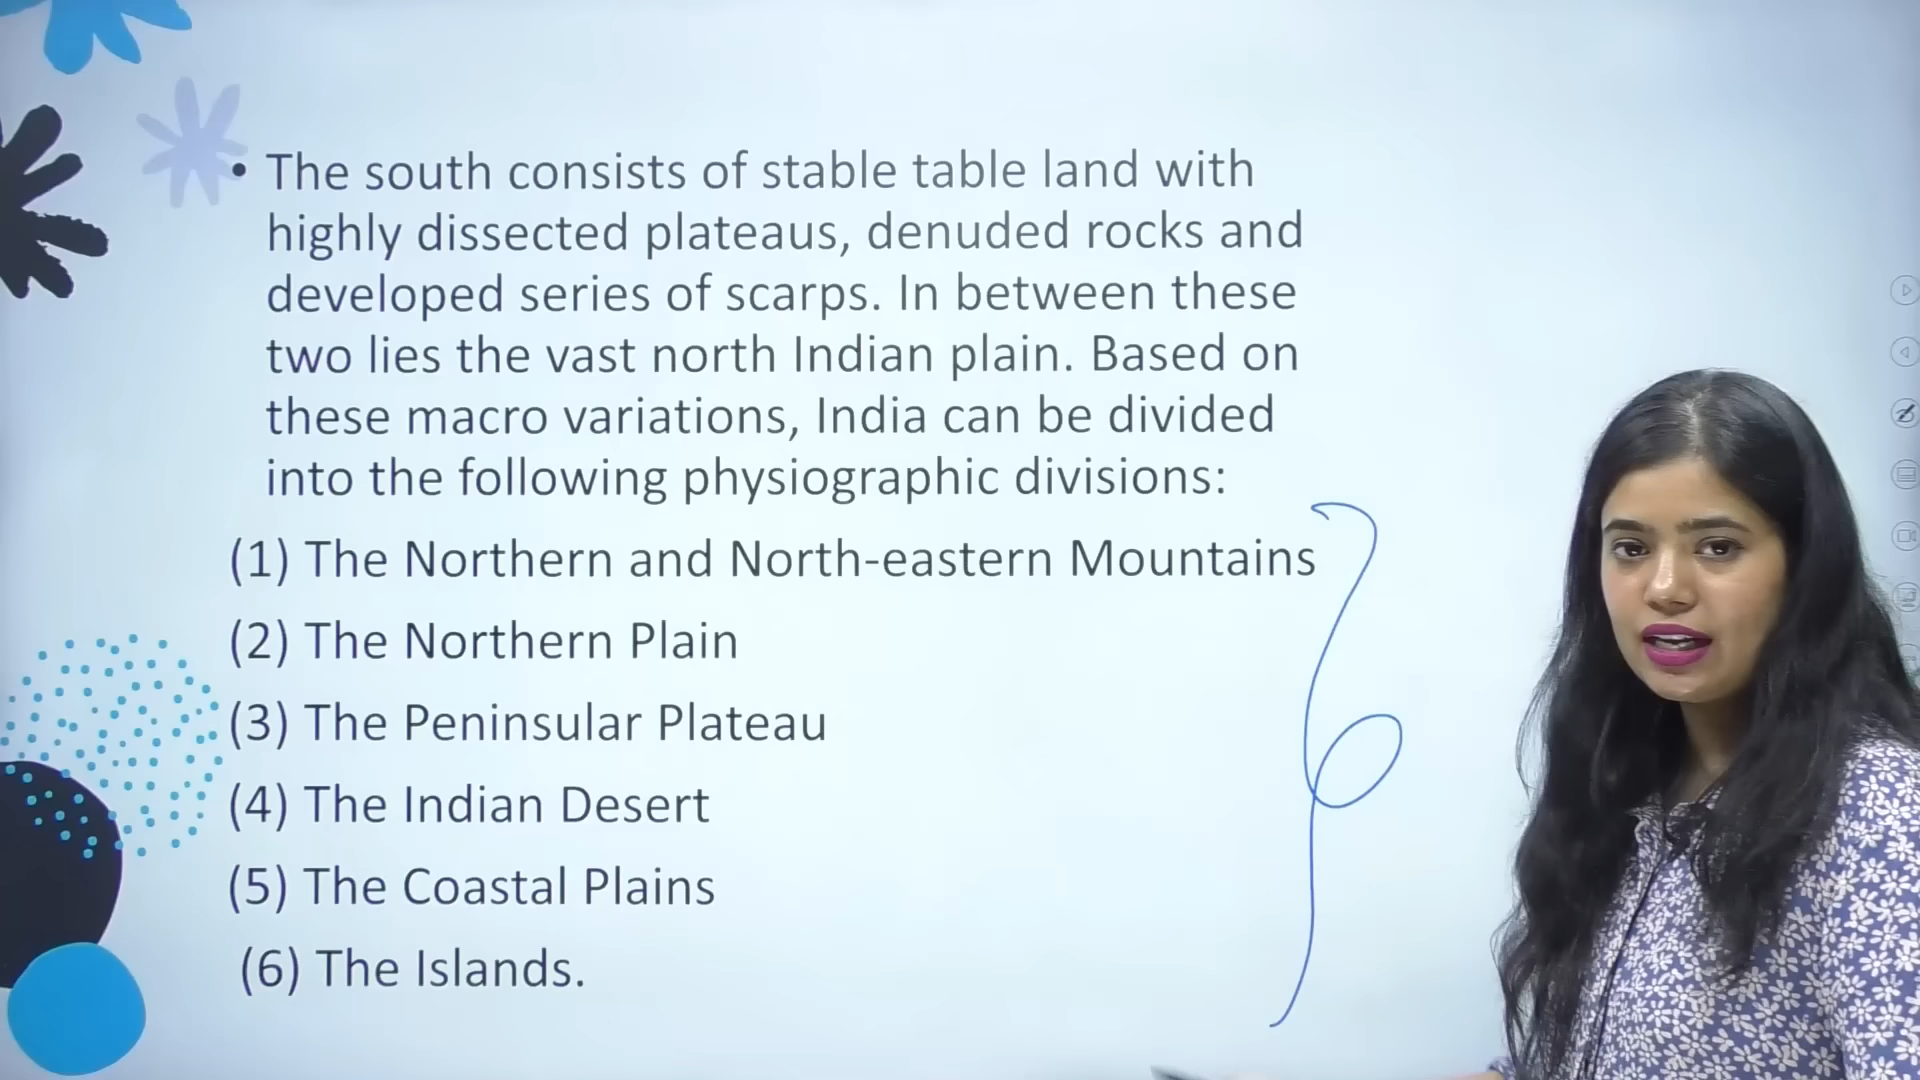 • The south consists of stable table land with
highly dissected plateaus, denuded rocks and
developed series of scarps. In between these
two lies the vast north Indian plain. Based on
these macro variations, India can be divided
into the following physiographic divisions:
(1) The Northern and North-eastern Mountains
(2) The Northern Plain
(3) The Peninsular Plateau
(4) The Indian Desert
(5) The Coastal Plains
(6) The Islands.